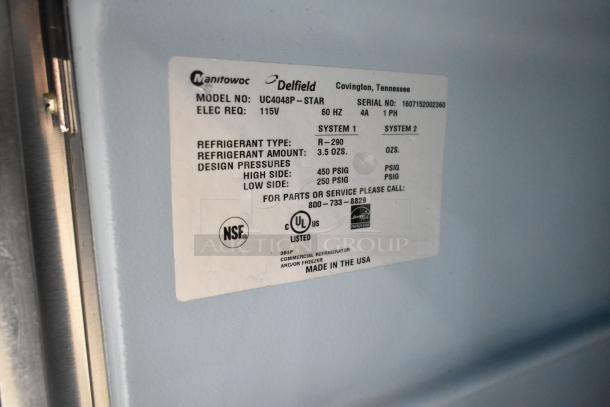 Manitowoc Delfield Covington, Tennessee
MODEL NO: UC4048P-STAR SERIAL NO: 1607152002360
ELEC REQ: 115V 60 HZ 4A 1 PH
SYSTEM 1 SYSTEM 2
REFRIGERANT TYPE: R-290
REFRIGERANT AMOUNT: 3.5 OZS. OZS.
DESIGN PRESSURES
HIGH SIDE: 450 PSIG PSIG
LOW SIDE: 250 PSIG PSIG
FOR PARTS OR SERVICE PLEASE CALL:
800-733-8829
NSF
C UL US
LISTED
AUCTION GROUP
COMMERCIAL REFRIGERATOR
AND/OR FREEZER
MADE IN THE USA